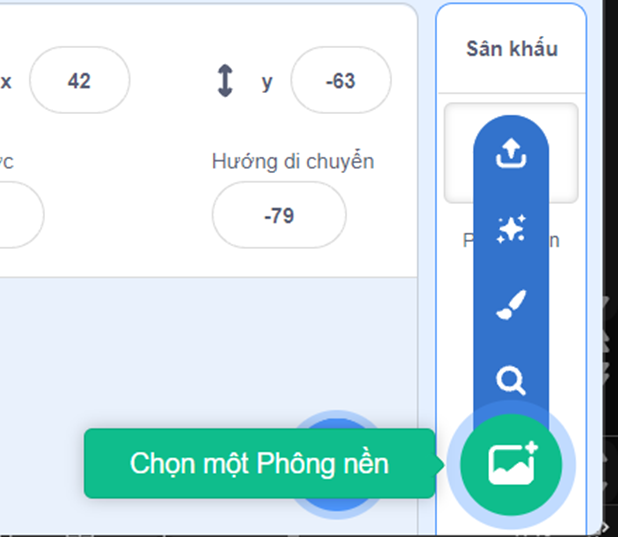 Sân khấu
x 42 y -63
Hướng di chuyển
-79
Chọn một Phông nền